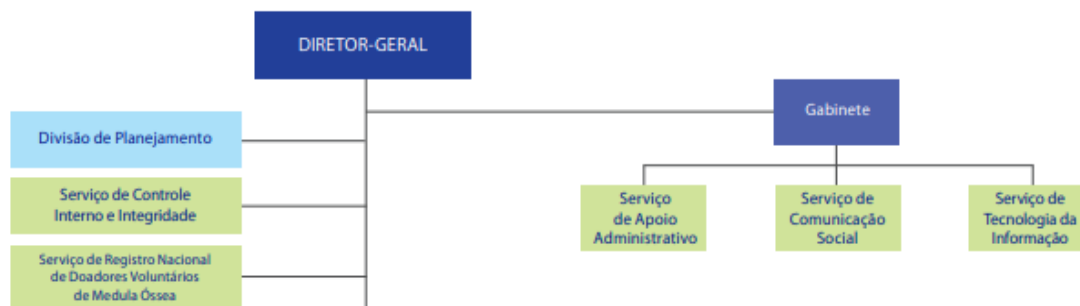 DIRETOR-GERAL
Gabinete
Divisão de Planejamento
Serviço de Controle
Interno e Integridade
Serviço de Registro Nacional
de Doadores Voluntários
de Medula Óssea
Serviço
de Apoio
Administrativo
Serviço de
Comunicação
Social
Serviço de
Tecnologia da
Informação